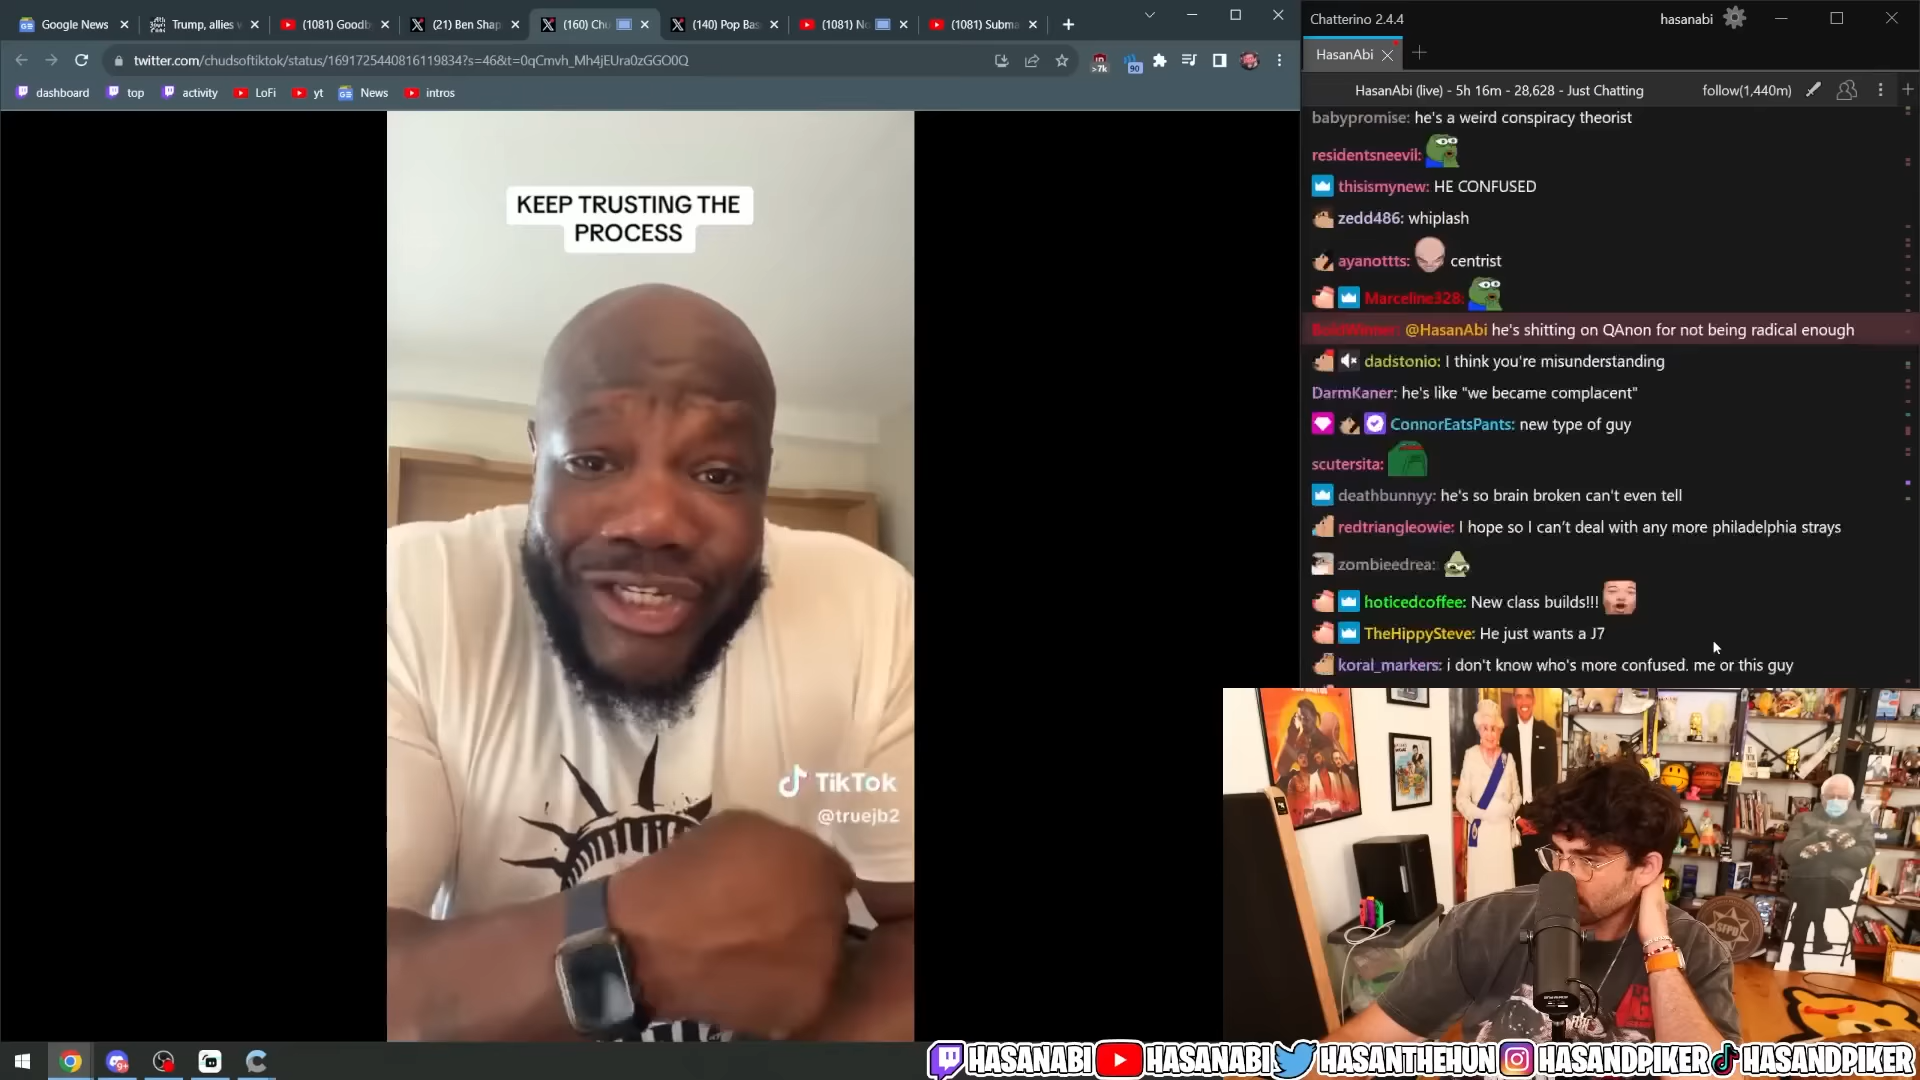 Google News
Trump, allies v
(1081) Goodb
(21) Ben Shap
(160) Chu
(140) Pop Bas
(1081) No
(1081) Subma
twitter.com/chudsoftiktok/status/1691725440816119834?s=46&t=0qCmvh_Mh4jEUra0zGGO0Q
>7k
90
dashboard
top
activity
LoFi
yt
News
intros
KEEP TRUSTING THE
PROCESS
TikTok
@truejb2
Chatterino 2.4.4
hasanabi
HasanAbi
HasanAbi (live) - 5h 16m - 28,628 - Just Chatting
follow(1,440m)
babypromise: he's a weird conspiracy theorist
residentsneevil:
thisismynew: HE CONFUSED
zedd486: whiplash
ayanottts: centrist
Marceline328:
@HasanAbi he's shitting on QAnon for not being radical enough
dadstonio: I think you're misunderstanding
DarmKaner: he's like "we became complacent"
ConnorEatsPants: new type of guy
scutersita:
deathbunnyy: he's so brain broken can't even tell
redtriangleowie: I hope so I can't deal with any more philadelphia strays
zombieedrea:
hoticedcoffee: New class builds!!!
TheHippySteve: He just wants a J7
koral_markers: i don't know who's more confused. me or this guy
SFPD
HASANABI
HASANABI
HASANTHEHUN
HASANDPIKER
HASANDPIKER